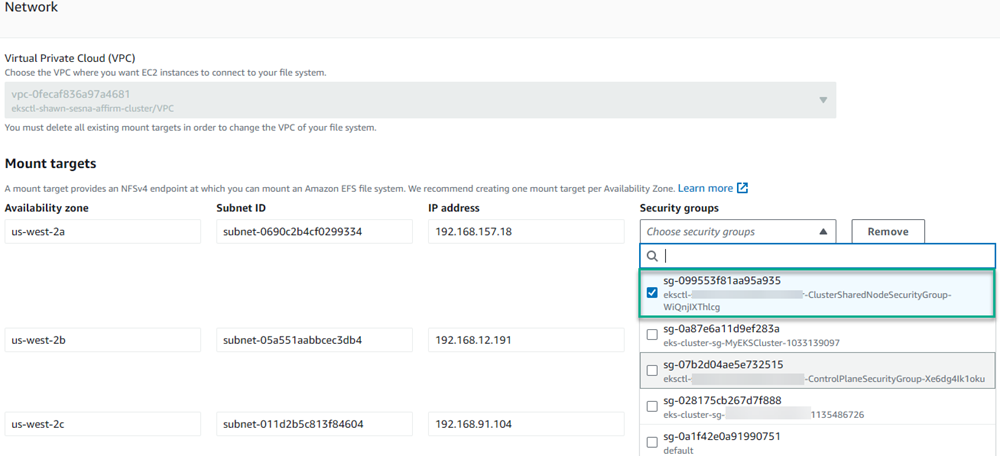 Network
Virtual Private Cloud (VPC)
Choose the VPC where you want EC2 instances to connect to your file system.
vpc-0fecaf836a97a4681
eksctl-shawn-sesna-affirm-cluster/VPC
You must delete all existing mount targets in order to change the VPC of your file system.
Mount targets
A mount target provides an NFSv4 endpoint at which you can mount an Amazon EFS file system. We recommend creating one mount target per Availability Zone. Learn more
Availability zone Subnet ID IP address Security groups
us-west-2a subnet-0690c2b4cf0299334 192.168.157.18 Choose security groups Remove
sg-099553f81aa95a935
eksctl- r-ClusterSharedNodeSecurityGroup-
WiQnjIXThlcg
us-west-2b subnet-05a551aabbcec3db4 192.168.12.191
sg-0a87e6a11d9ef283a
eks-cluster-sg-MyEKSCluster-1033139097
sg-07b2d04ae5e732515
eksctl- -ControlPlaneSecurityGroup-Xe6dg4Ik1oku
sg-028175cb267d7f888
eks-cluster-sg- 1135486726
us-west-2c subnet-011d2b5c813f84604 192.168.91.104
sg-0a1f42e0a91990751
default